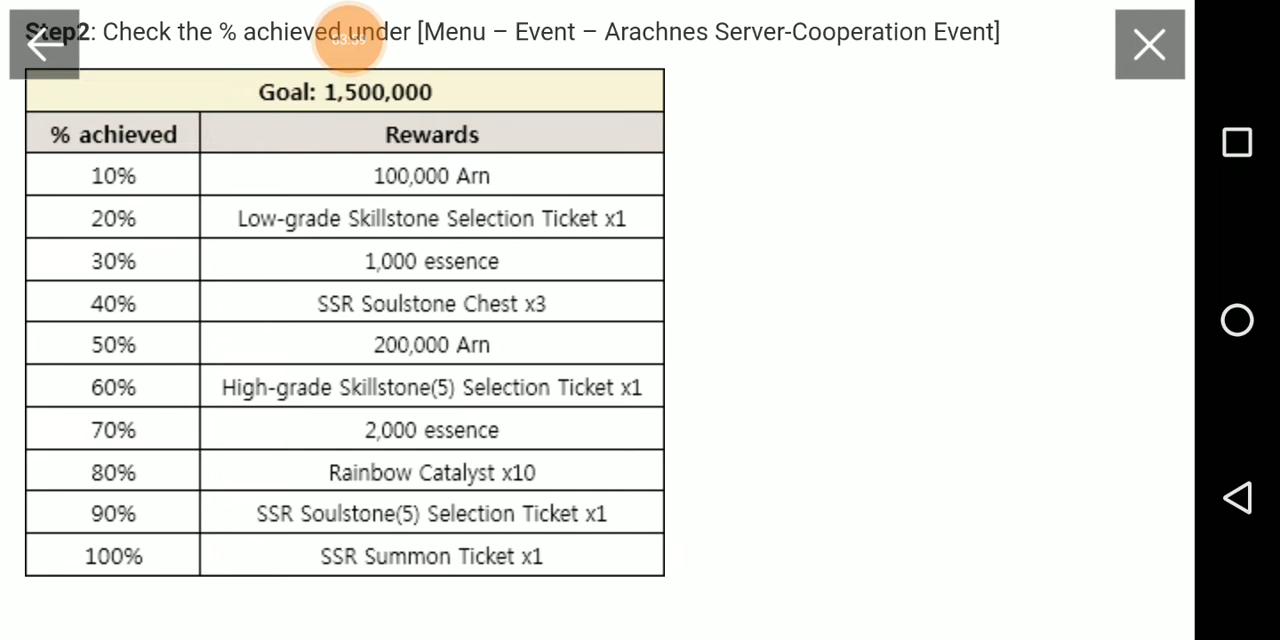 Step2: Check the % achieved under [Menu – Event – Arachnes Server-Cooperation Event]
03:59
Goal: 1,500,000
% achieved Rewards
10% 100,000 Arn
20% Low-grade Skillstone Selection Ticket x1
30% 1,000 essence
40% SSR Soulstone Chest x3
50% 200,000 Arn
60% High-grade Skillstone(5) Selection Ticket x1
70% 2,000 essence
80% Rainbow Catalyst x10
90% SSR Soulstone(5) Selection Ticket x1
100% SSR Summon Ticket x1